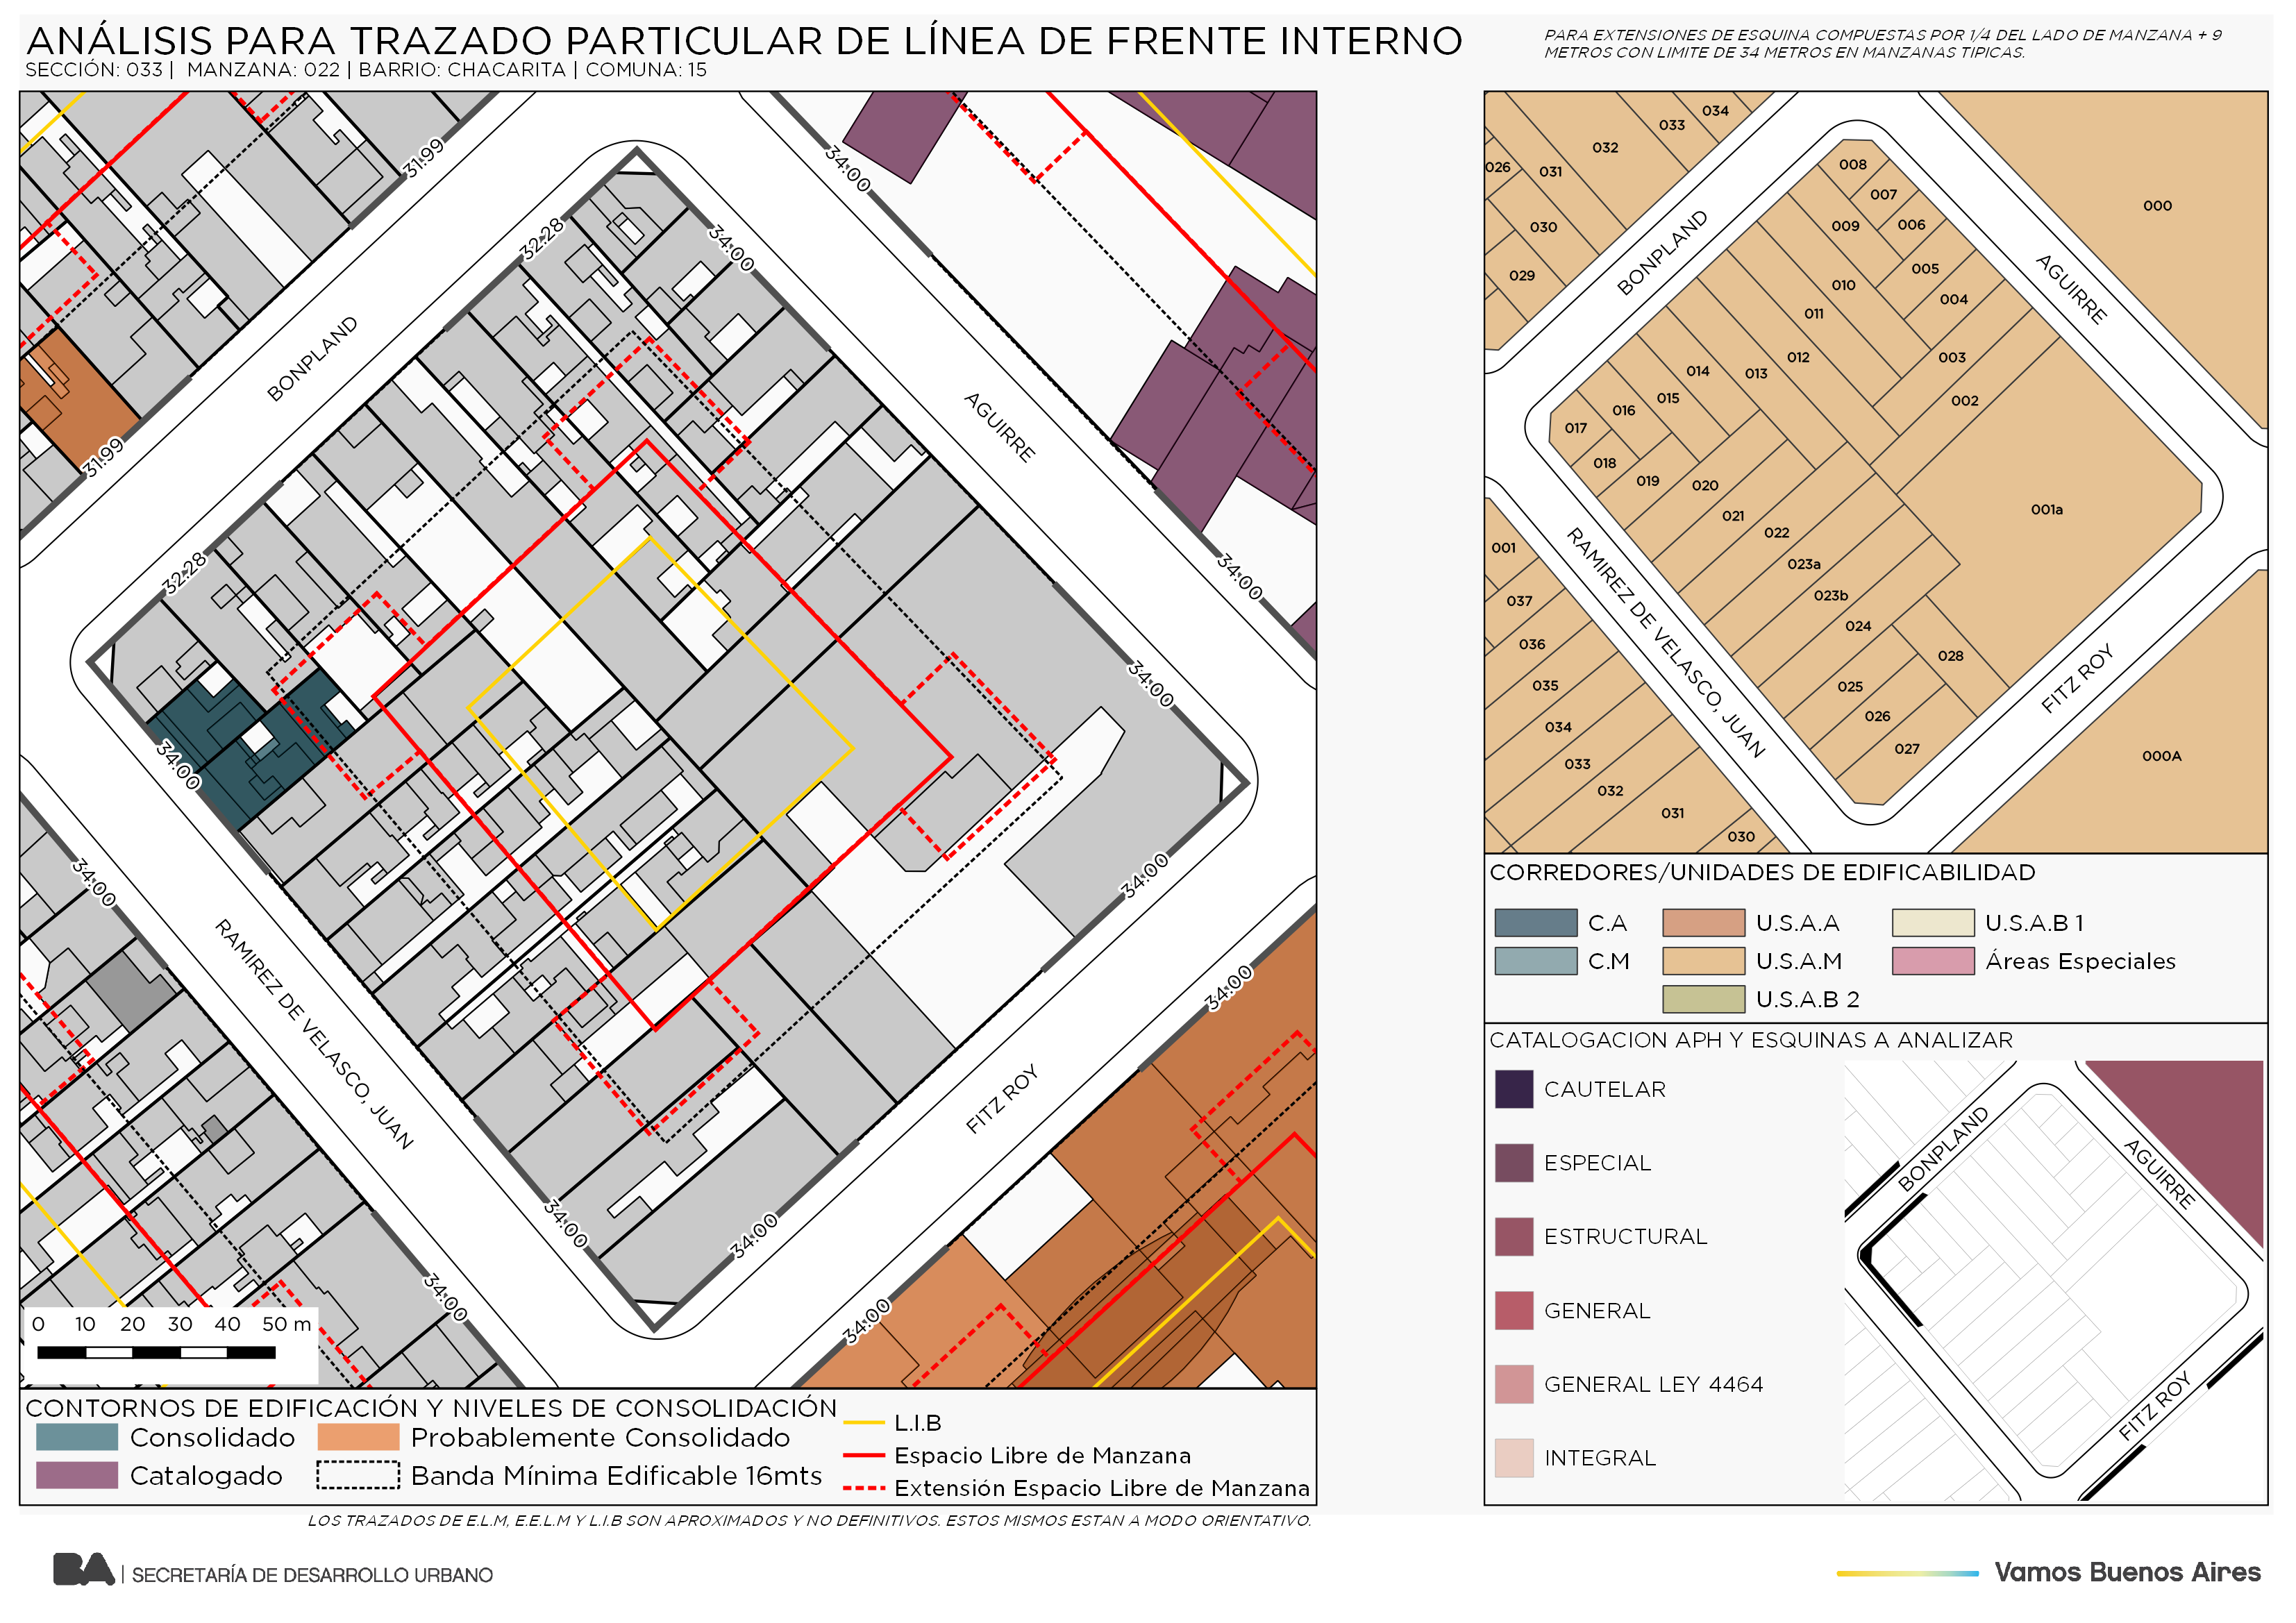 ANÁLISIS PARA TRAZADO PARTICULAR DE LÍNEA DE FRENTE INTERNO
SECCIÓN: 033 | MANZANA: 022 | BARRIO: CHACARITA | COMUNA: 15
PARA EXTENSIONES DE ESQUINA COMPUESTAS POR 1/4 DEL LADO DE MANZANA + 9
METROS CON LIMITE DE 34 METROS EN MANZANAS TIPICAS.
31.99
34.00
32.28
34.00
BONPLAND
AGUIRRE
31.99
32.28
34.00
34.00
34.00
34.00
34.00
34.00
RAMIREZ DE VELASCO, JUAN
FITZ ROY
34.00
34.00
34.00
34.00
34.00
0 10 20 30 40 50 m
CONTORNOS DE EDIFICACIÓN Y NIVELES DE CONSOLIDACIÓN
Consolidado
Probablemente Consolidado
Catalogado
Banda Mínima Edificable 16mts
L.I.B
Espacio Libre de Manzana
Extensión Espacio Libre de Manzana
034
033
032
031
026
030
029
008
007
006
009
005
010
004
011
003
012
002
013
014
015
016
017
018
019
020
021
022
023a
023b
024
025
026
027
028
001a
000
000A
001
037
036
035
034
033
032
031
030
BONPLAND
AGUIRRE
RAMIREZ DE VELASCO, JUAN
FITZ ROY
CORREDORES/UNIDADES DE EDIFICABILIDAD
C.A
U.S.A.A
U.S.A.B 1
C.M
U.S.A.M
Áreas Especiales
U.S.A.B 2
CATALOGACION APH Y ESQUINAS A ANALIZAR
CAUTELAR
ESPECIAL
ESTRUCTURAL
GENERAL
GENERAL LEY 4464
INTEGRAL
BONPLAND
AGUIRRE
FITZ ROY
LOS TRAZADOS DE E.L.M, E.E.L.M Y L.I.B SON APROXIMADOS Y NO DEFINITIVOS. ESTOS MISMOS ESTAN A MODO ORIENTATIVO.
BA | SECRETARÍA DE DESARROLLO URBANO
Vamos Buenos Aires